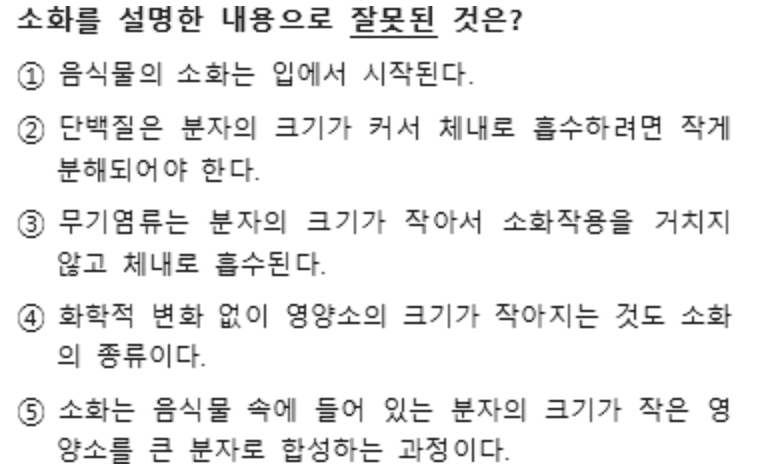 소화를 설명한 내용으로 잘못된 것은?
① 음식물의 소화는 입에서 시작된다.
② 단백질은 분자의 크기가 커서 체내로 흡수하려면 작게
분해되어야 한다.
③ 무기염류는 분자의 크기가 작아서 소화작용을 거치지
않고 체내로 흡수된다.
④ 화학적 변화 없이 영양소의 크기가 작아지는 것도 소화
의 종류이다.
⑤ 소화는 음식물 속에 들어 있는 분자의 크기가 작은 영
양소를 큰 분자로 합성하는 과정이다.